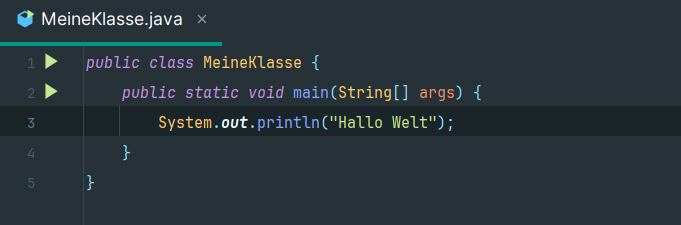 MeineKlasse.java ×
1 public class MeineKlasse {
2 public static void main(String[] args) {
3 System.out.println("Hallo Welt");
4 }
5 }